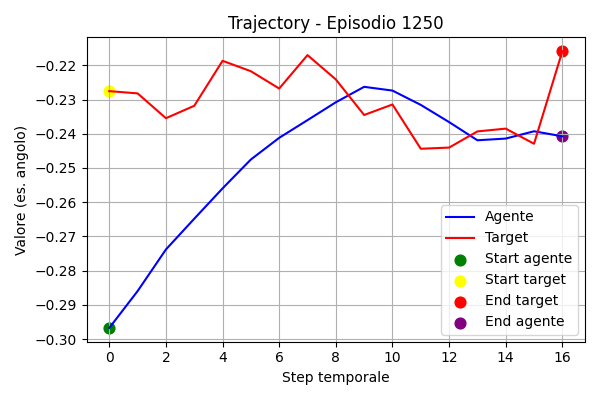 Trajectory - Episodio 1250
Valore (es. angolo)
−0.22
−0.23
−0.24
−0.25
−0.26
−0.27
−0.28
−0.29
−0.30
Agente
Target
Start agente
Start target
End target
End agente
0 2 4 6 8 10 12 14 16
Step temporale